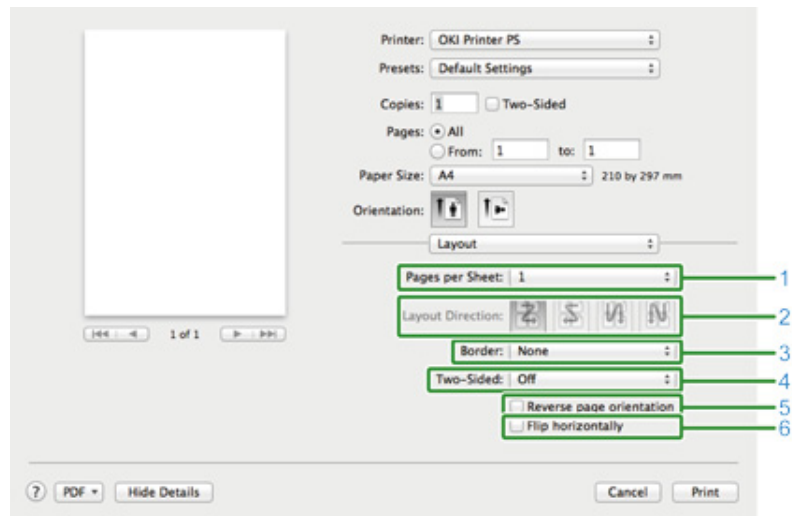 Printer: OKI Printer PS
Presets: Default Settings
Copies: 1 Two-Sided
Pages: All
From: 1 to: 1
Paper Size: A4 210 by 297 mm
Orientation:
Layout
Pages per Sheet: 1 1
Layout Direction: 2
Border: None 3
Two-Sided: Off 4
Reverse page orientation 5
Flip horizontally 6
1 of 1
? PDF Hide Details Cancel Print